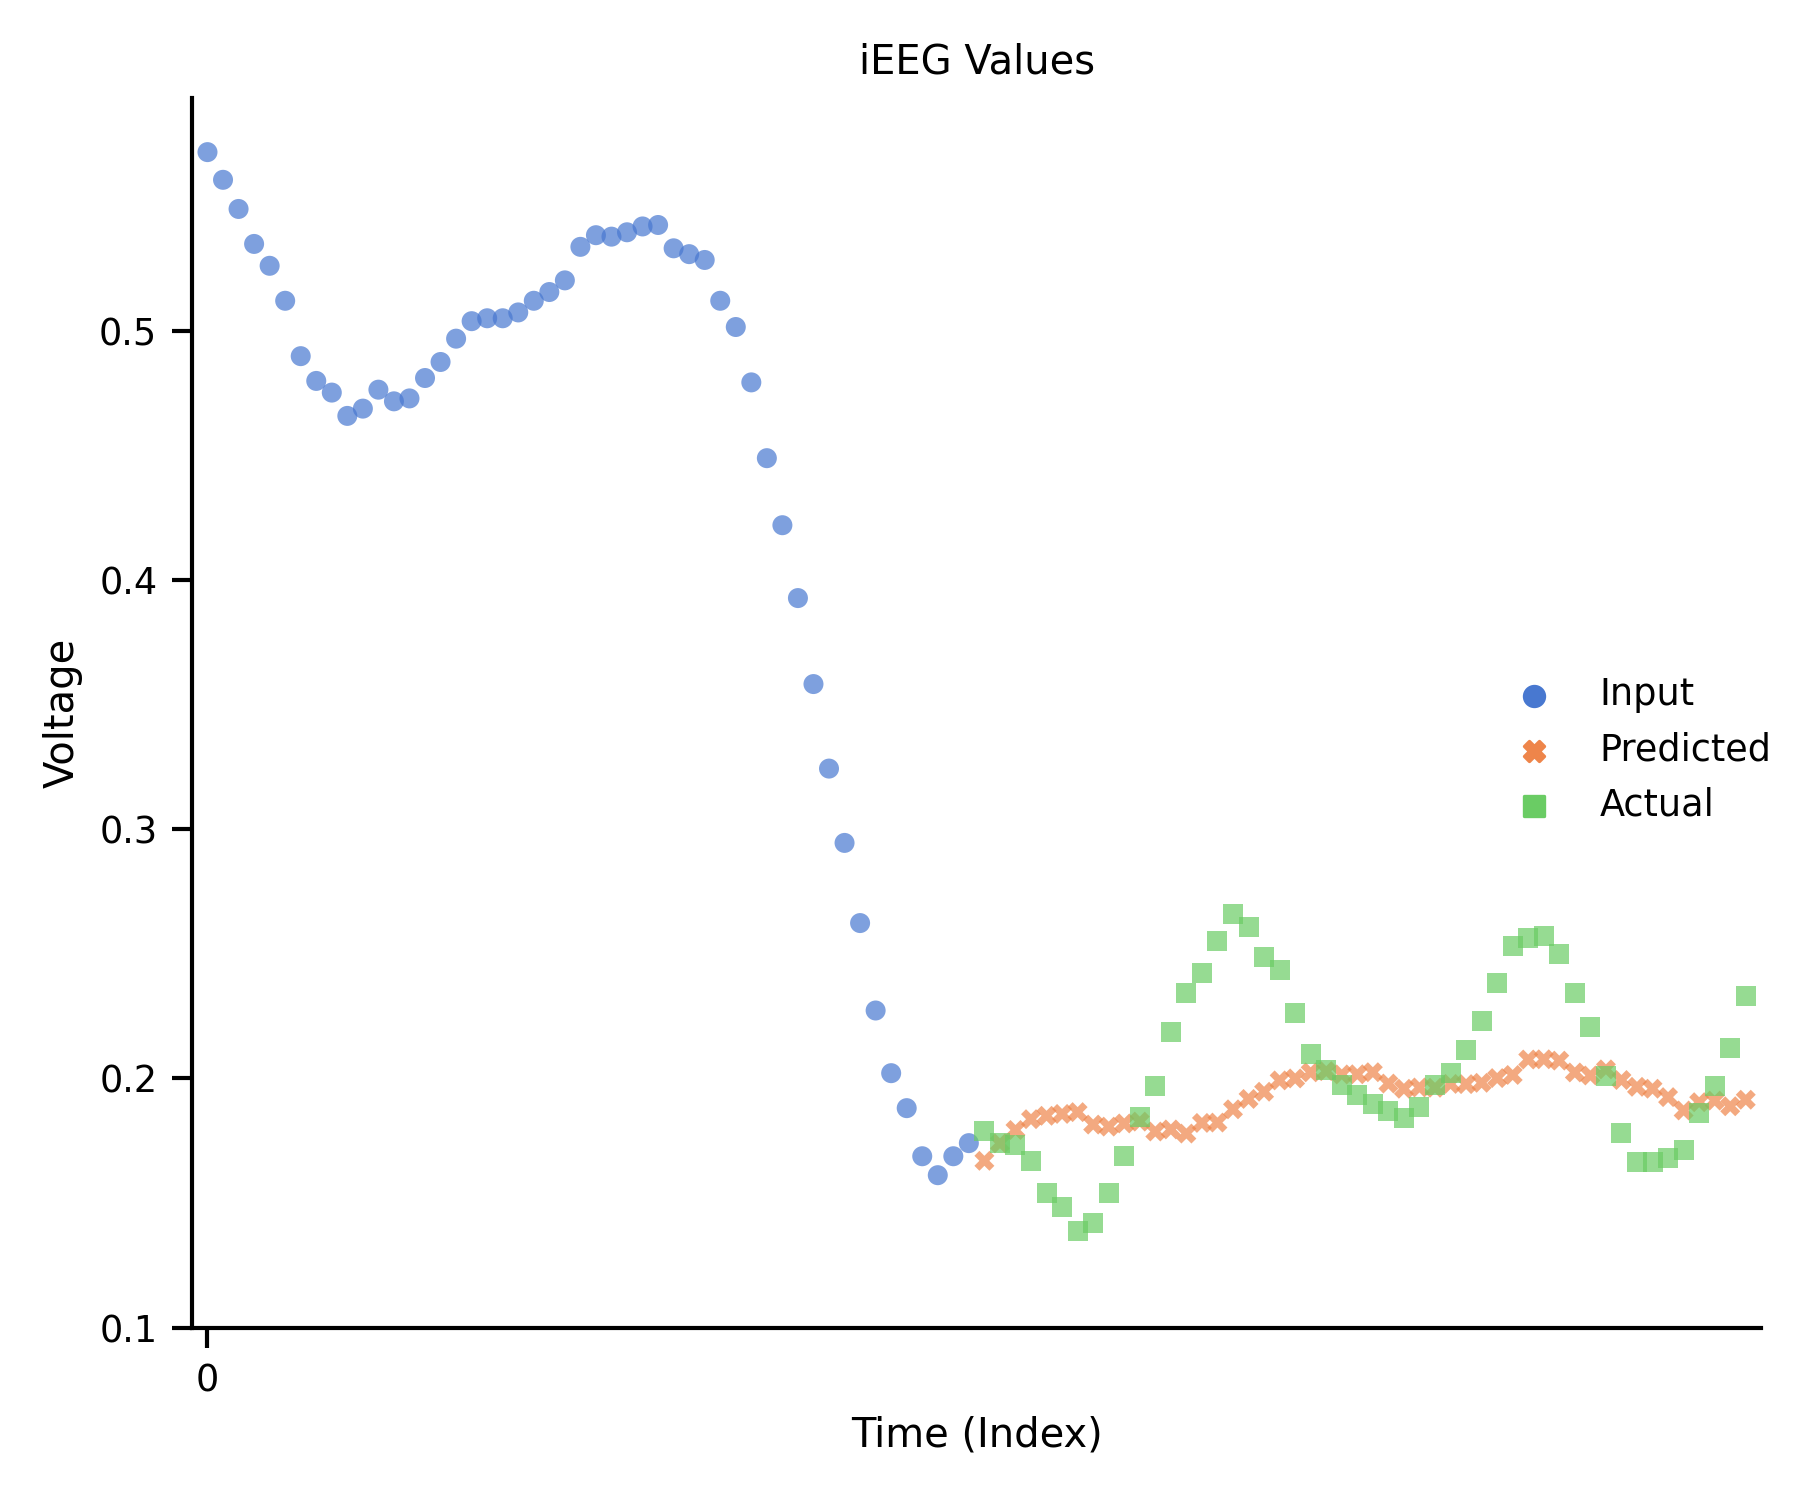 iEEG Values
Voltage
0.5
0.4
0.3
0.2
0.1
0
Time (Index)
Input
Predicted
Actual